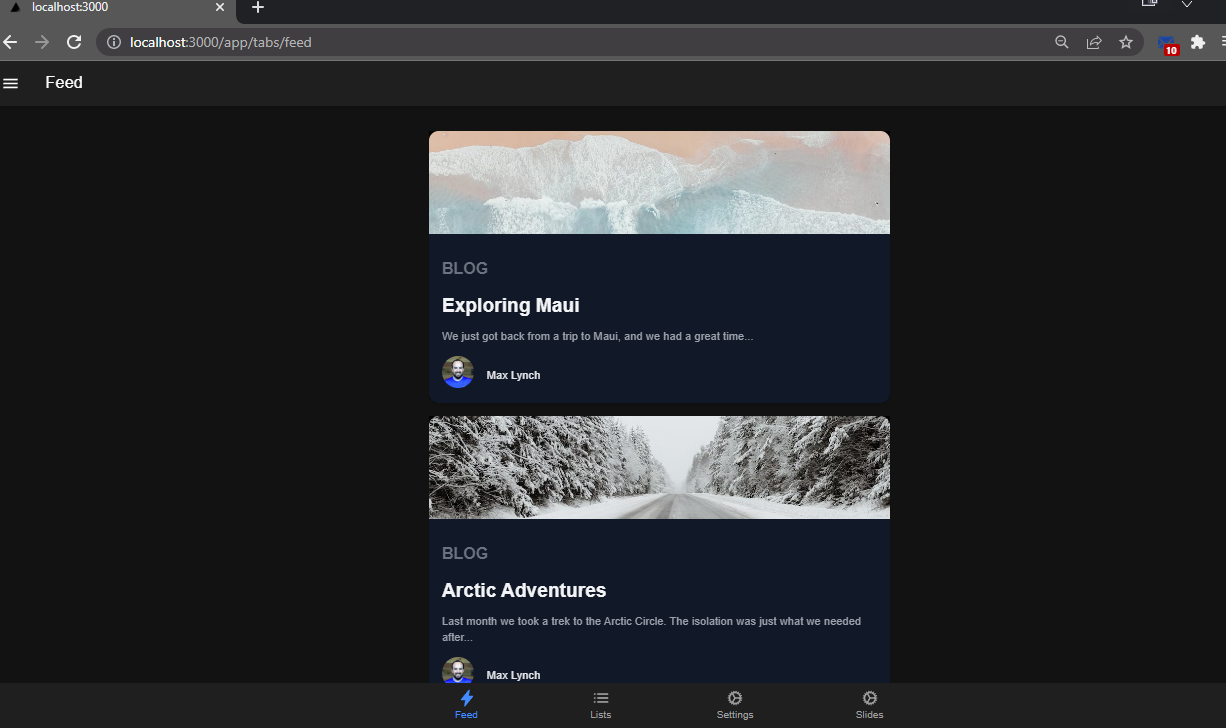 localhost:3000
localhost:3000/app/tabs/feed
10
Feed
BLOG
Exploring Maui
We just got back from a trip to Maui, and we had a great time...
Max Lynch
BLOG
Arctic Adventures
Last month we took a trek to the Arctic Circle. The isolation was just what we needed
after...
Max Lynch
Feed
Lists
Settings
Slides